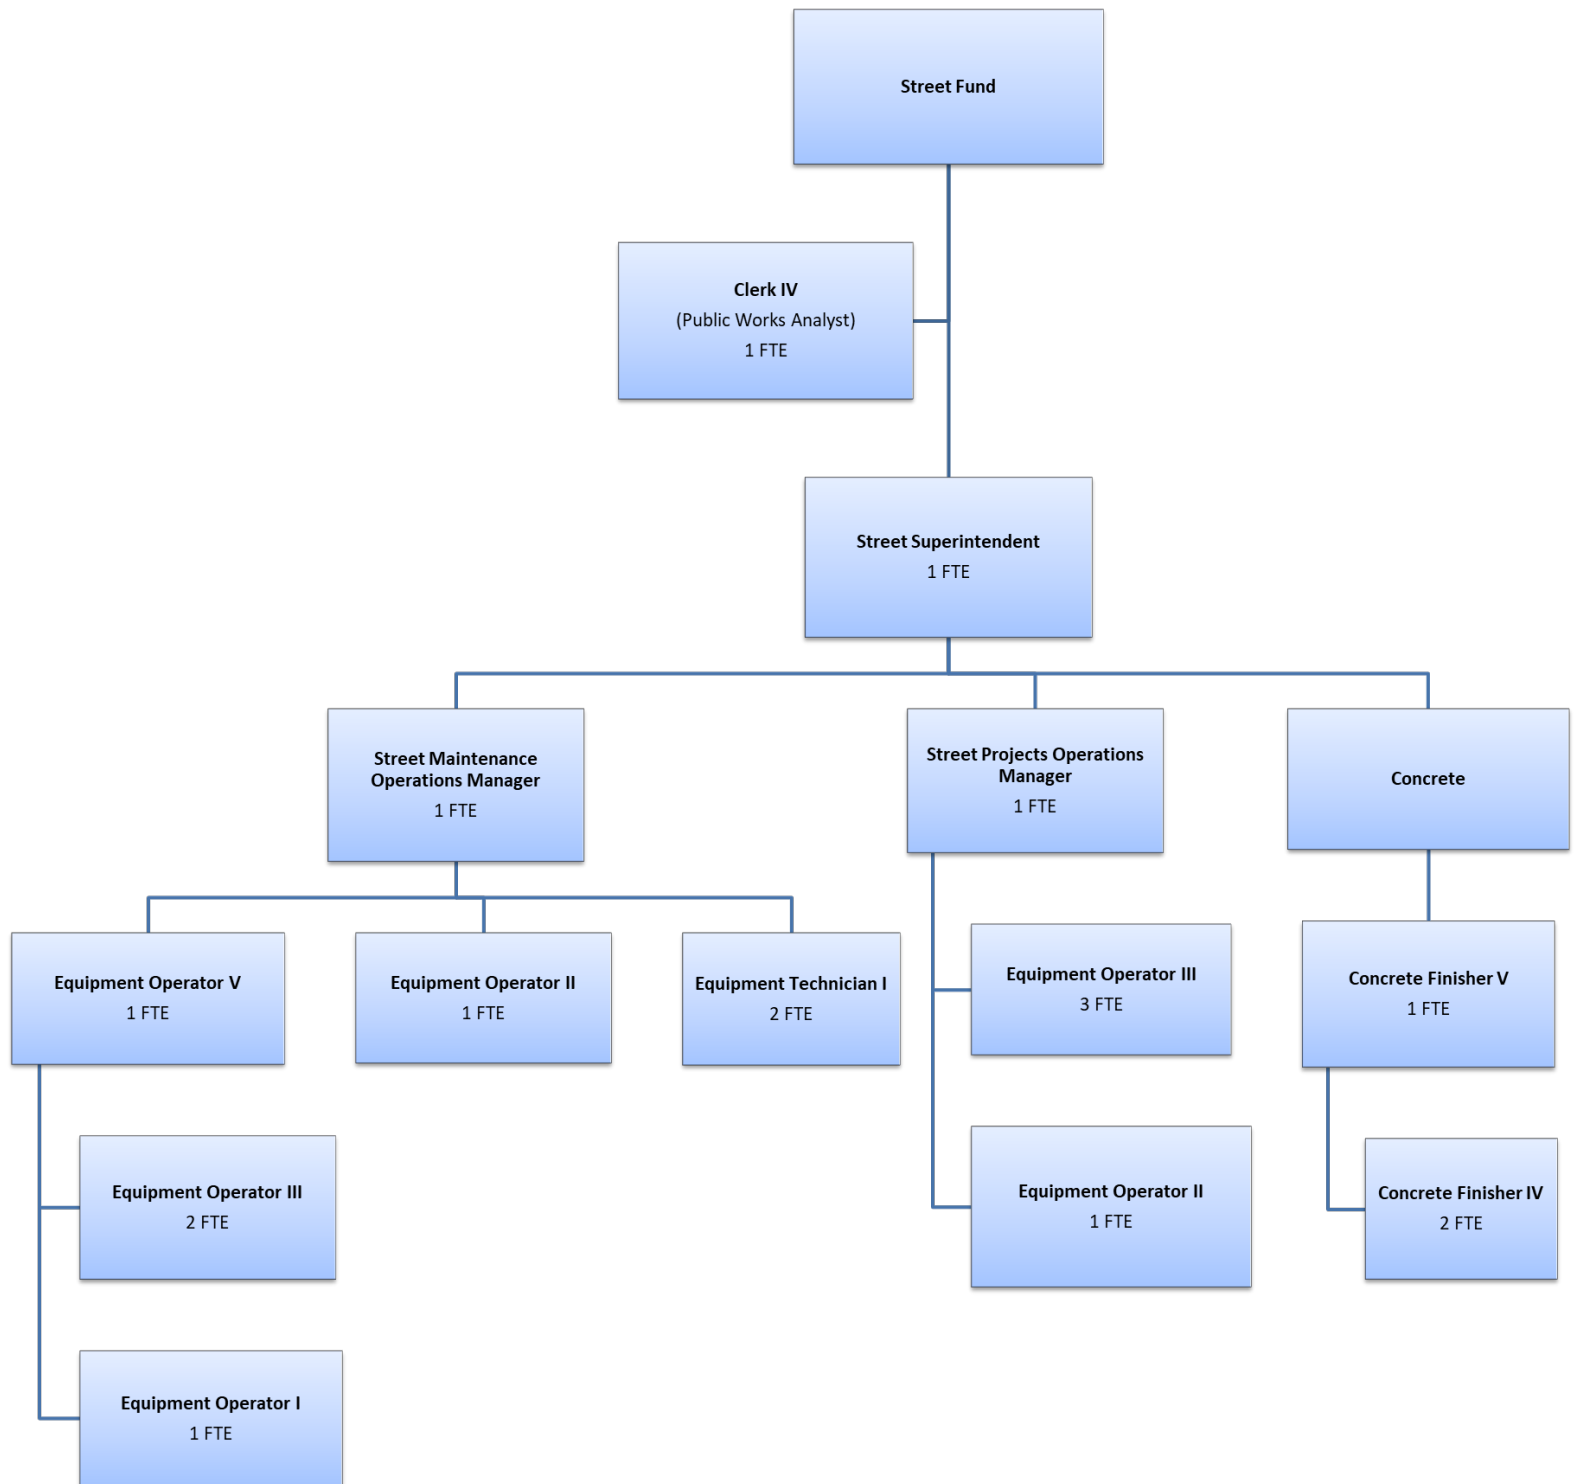 Street Fund
Clerk IV
(Public Works Analyst)
1 FTE
Street Superintendent
1 FTE
Street Maintenance
Operations Manager
1 FTE
Street Projects Operations
Manager
1 FTE
Concrete
Equipment Operator V
1 FTE
Equipment Operator II
1 FTE
Equipment Technician I
2 FTE
Equipment Operator III
3 FTE
Concrete Finisher V
1 FTE
Equipment Operator III
2 FTE
Equipment Operator II
1 FTE
Concrete Finisher IV
2 FTE
Equipment Operator I
1 FTE